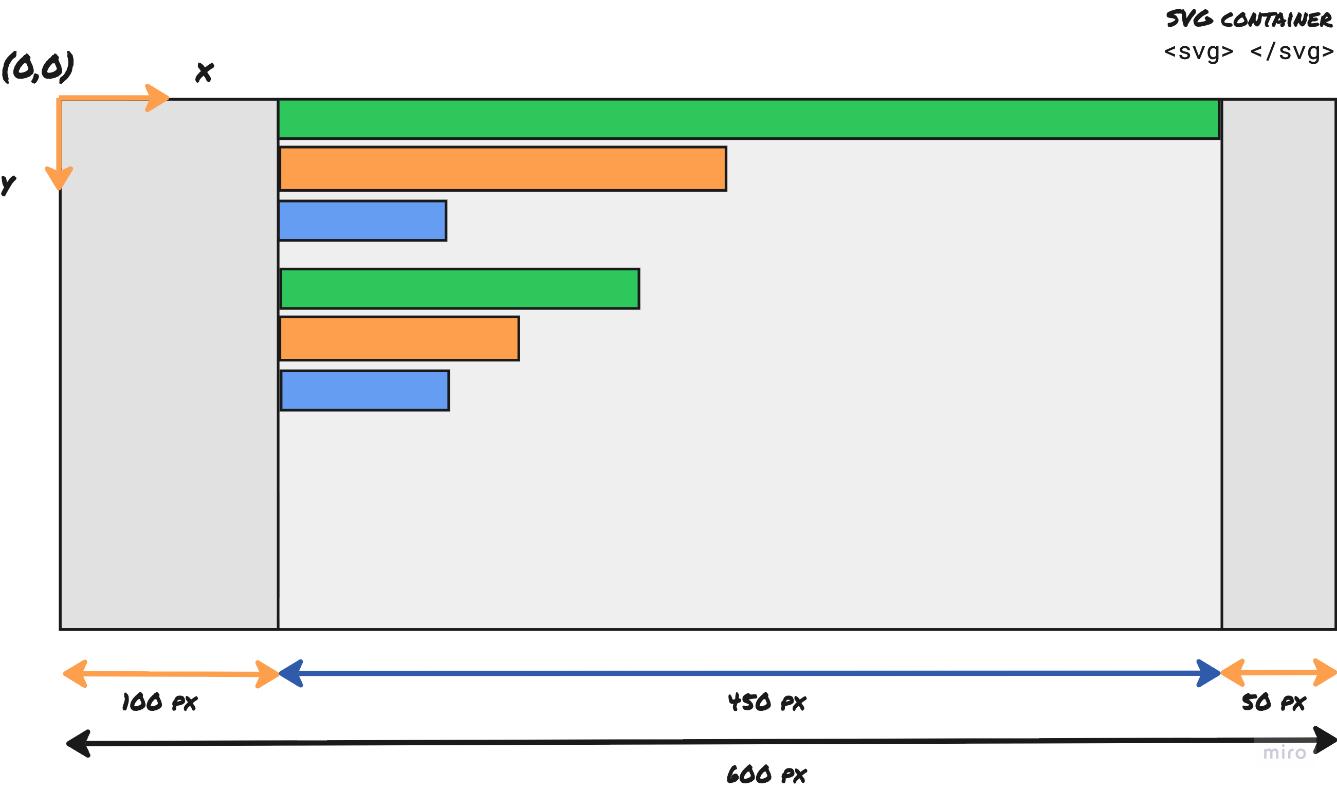 SVG CONTAINER
<svg> </svg>
(0,0)
X
Y
100 PX
450 PX
50 PX
600 PX
miro